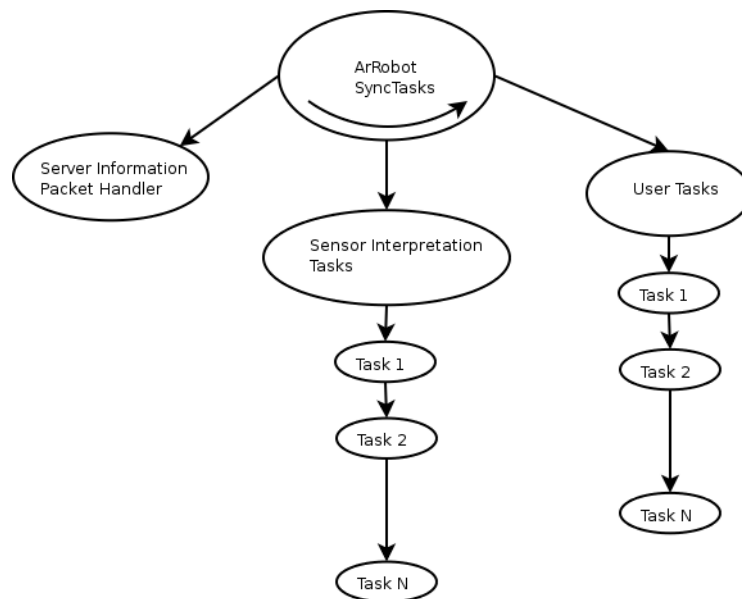 ArRobot
SyncTasks
Server Information
Packet Handler
Sensor Interpretation
Tasks
Task 1
Task 2
Task N
User Tasks
Task 1
Task 2
Task N